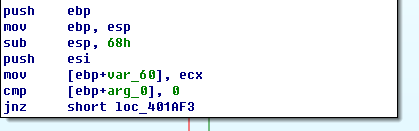 push ebp
mov ebp, esp
sub esp, 68h
push esi
mov [ebp+var_60], ecx
cmp [ebp+arg_0], 0
jnz short loc_401AF3